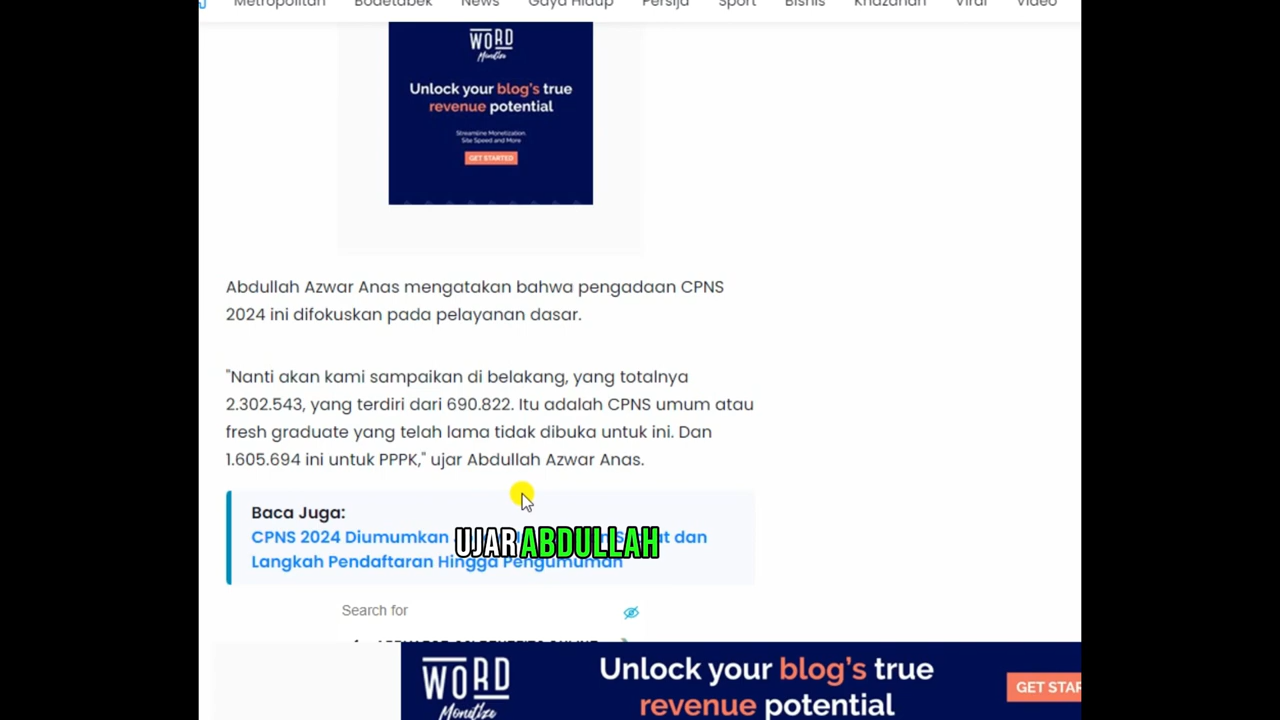 Metropolitan Bodetabek News Gaya Hidup Persija Sport Bisnis Khazanah Viral Video
WORD
Monetize
Unlock your blog's true
revenue potential
Streamline Monetization,
Site Speed and More
GET STARTED
Abdullah Azwar Anas mengatakan bahwa pengadaan CPNS
2024 ini difokuskan pada pelayanan dasar.
"Nanti akan kami sampaikan di belakang, yang totalnya
2.302.543, yang terdiri dari 690.822. Itu adalah CPNS umum atau
fresh graduate yang telah lama tidak dibuka untuk ini. Dan
1.605.694 ini untuk PPPK," ujar Abdullah Azwar Anas.
Baca Juga:
CPNS 2024 Diumumkan dan
UJAR ABDULLAH
Langkah Pendaftaran Hingga Pengumuman
Search for
WORD
Monetize
Unlock your blog's true
revenue potential
GET STAR